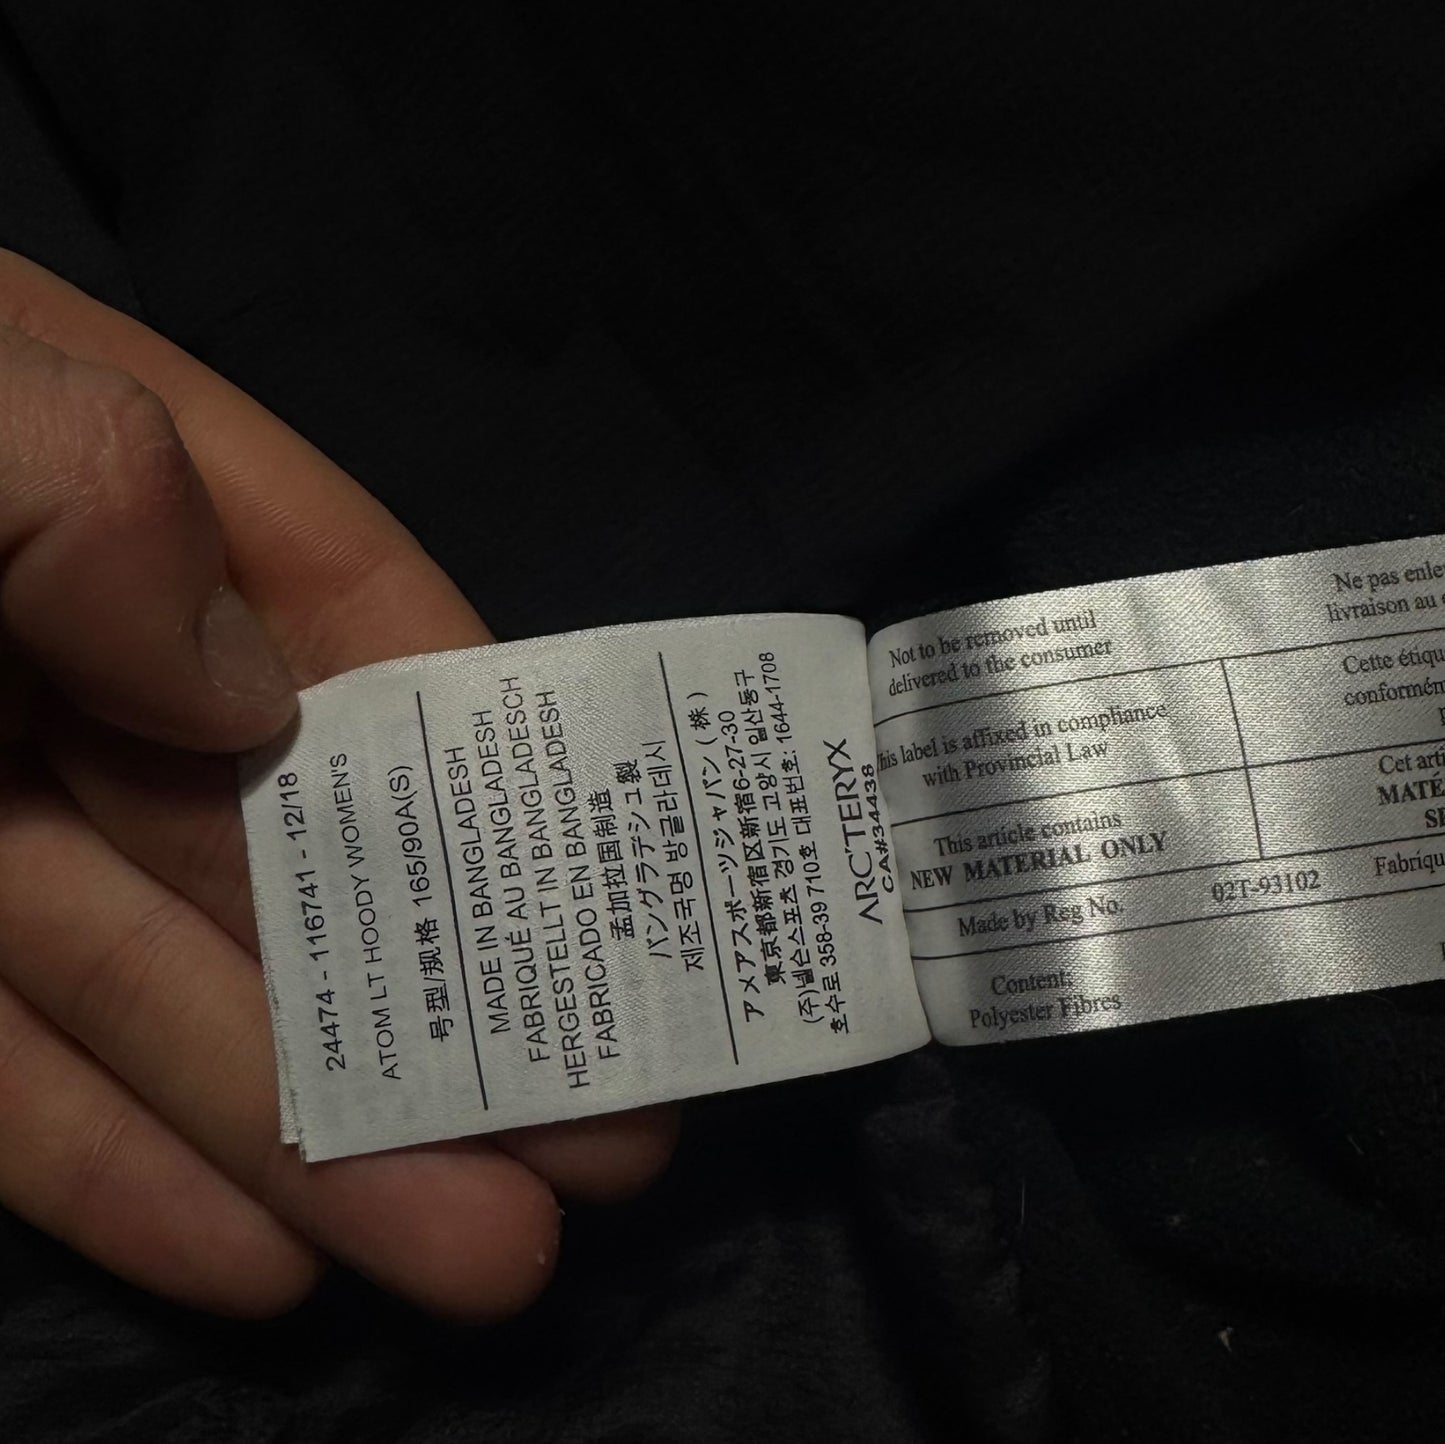 24474 - 116741 - 12/18
ATOM LT HOODY WOMEN'S
号型/规格 165/90A(S)
MADE IN BANGLADESH
FABRIQUÉ AU BANGLADESCH
HERGESTELLT IN BANGLADESH
FABRICADO EN BANGLADESH
孟加拉国制造
バングラデシュ製
제조국명 방글라데시
アメアスポーツジャパン(株)
東京都新宿区新宿6-27-30
(주)넬슨스포츠 경기도 고양시 일산동구
호수로 358-39 710호 대표번호: 1644-1708
ARC'TERYX
CA#34438
Not to be removed until
delivered to the consumer
his label is affixed in compliance
with Provincial Law
This article contains
NEW MATERIAL ONLY
Made by Reg No. 02T-93102
Content:
Polyester Fibres
Ne pas enle
livraison au
Cette étiqu
conformém
Cet arti
MATÉ
Fabriqu